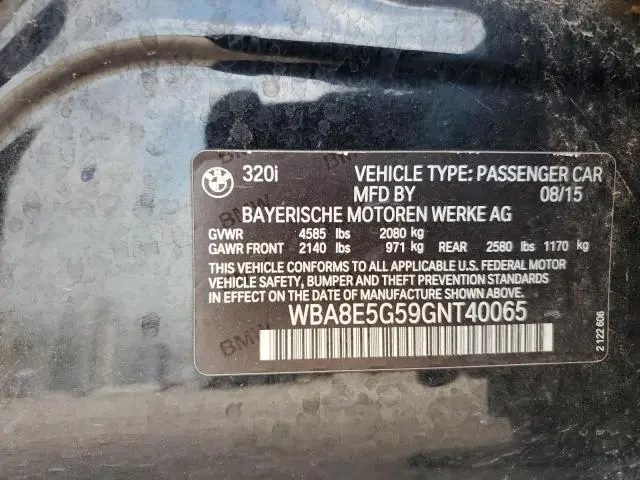 320i VEHICLE TYPE: PASSENGER CAR
MFD BY 08/15
BAYERISCHE MOTOREN WERKE AG
GVWR 4585 lbs 2080 kg
GAWR FRONT 2140 lbs 971 kg REAR 2580 lbs 1170 kg
THIS VEHICLE CONFORMS TO ALL APPLICABLE U.S. FEDERAL MOTOR
VEHICLE SAFETY, BUMPER AND THEFT PREVENTION STANDARDS
IN EFFECT ON THE DATE OF MANUFACTURE SHOWN ABOVE.
WBA8E5G59GNT40065
2 122 606
BMW
BMW
BMW